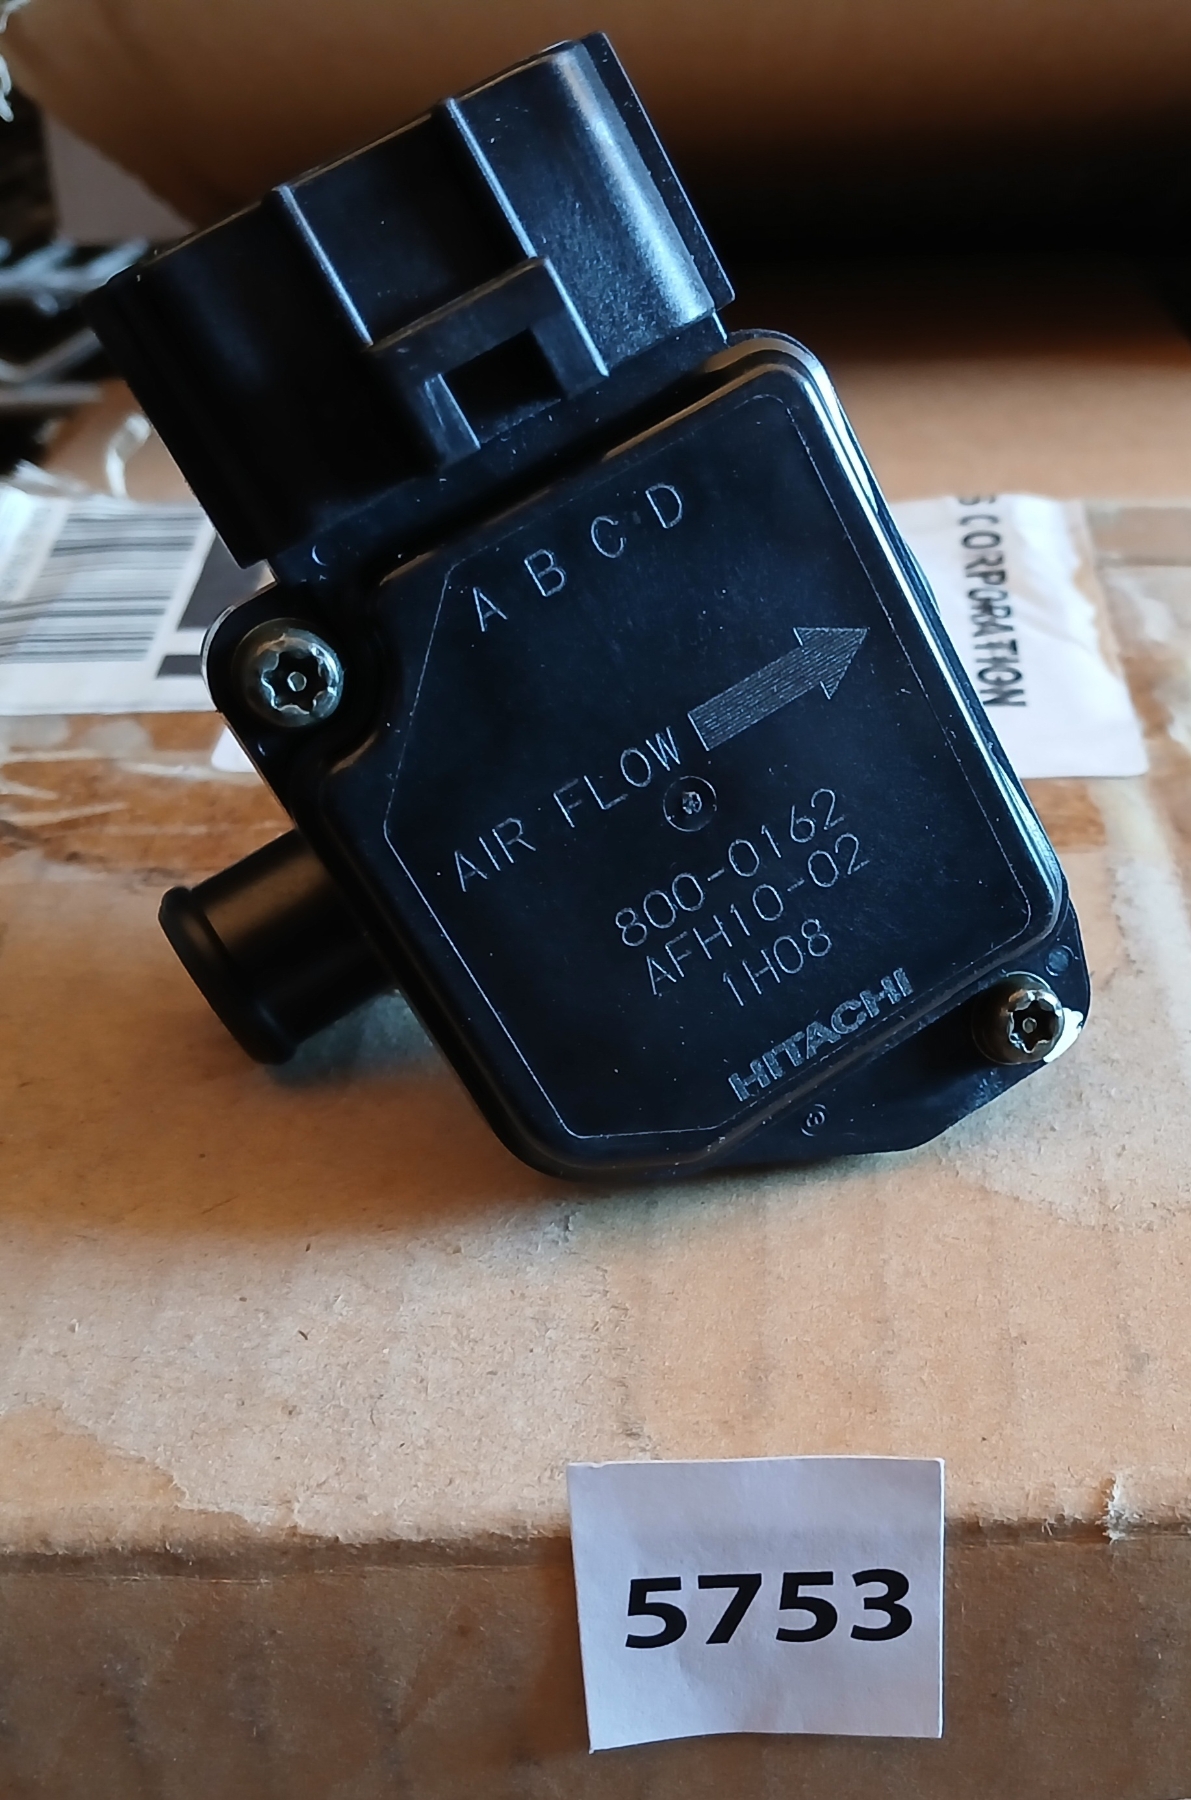 A B C D
AIR FLOW
800-0162
AFH10-02
1H08
HITACHI
S CORPORATION
5753